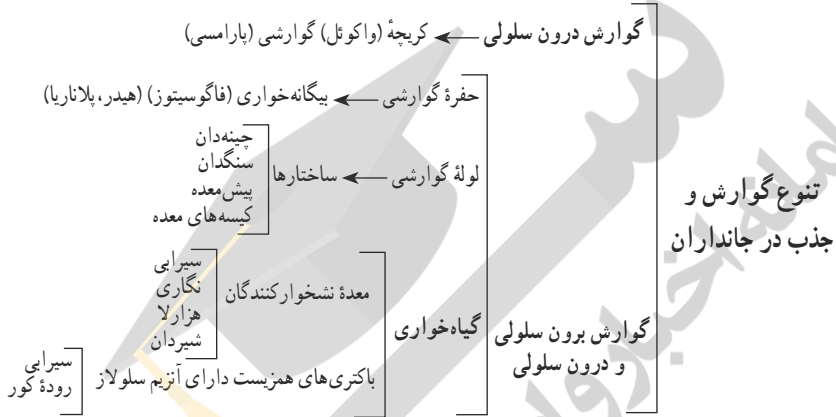 تنوع گوارش و
جذب در جانداران
گوارش درون سلولی ← کریچهٔ (واکوئل) گوارشی (پارامسی)
گوارش برون سلولی
و درون سلولی
حفرهٔ گوارشی ← بیگانه‌خواری (فاگوسیتوز) (هیدر، پلاناریا)
لولهٔ گوارشی ← ساختارها
چینه‌دان
سنگدان
پیش‌معده
کیسه‌های معده
گیاه‌خواری
معدهٔ نشخوارکنندگان
سیرابی
نگاری
هزارلا
شیردان
باکتری‌های همزیست دارای آنزیم سلولاز
سیرابی
رودهٔ کور